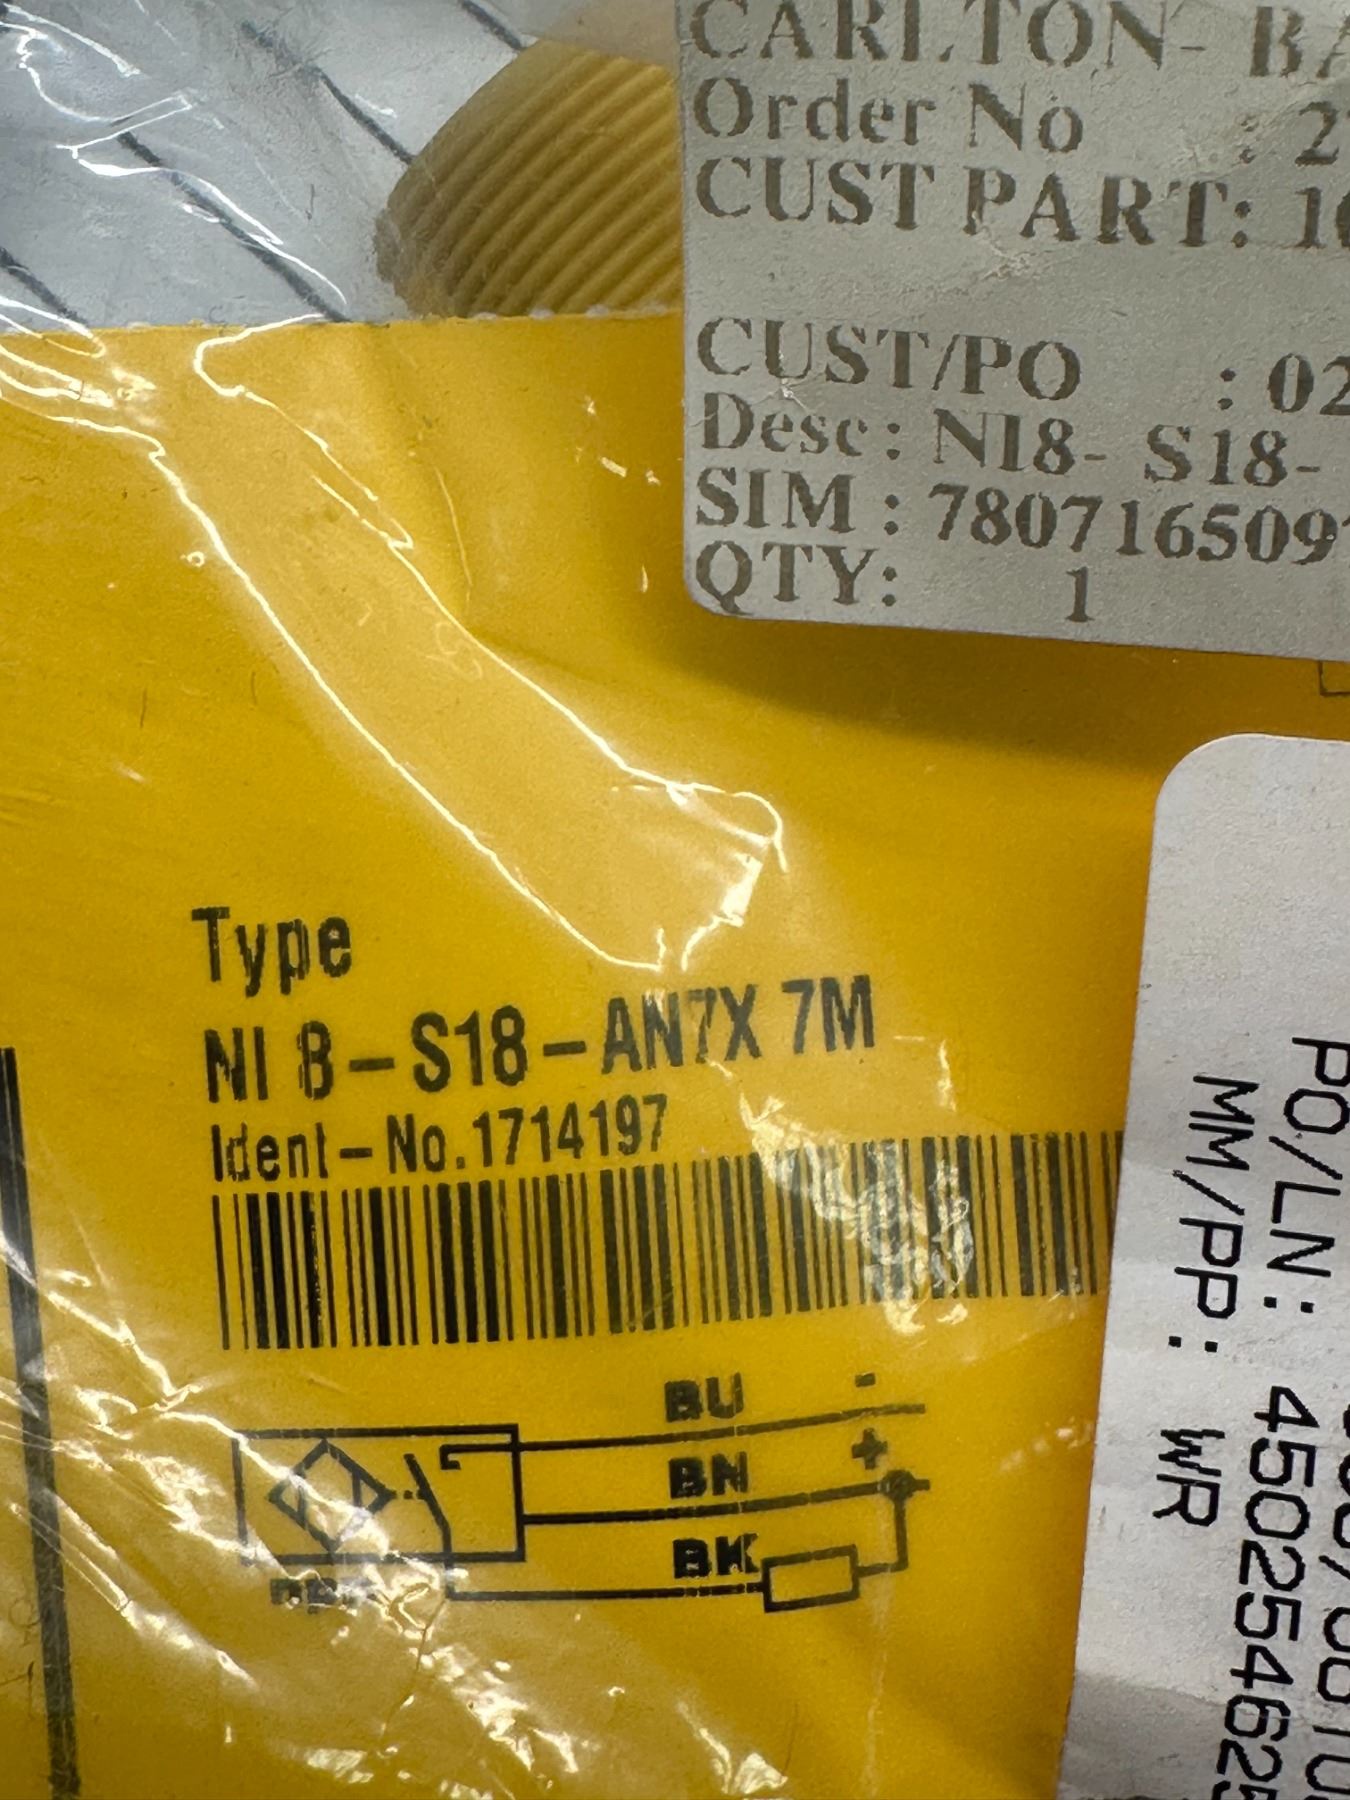 CARLTON- BA
Order No : 2
CUST PART: 10
CUST/PO : 02
Desc: NI8- S18-
SIM : 780716509
QTY: 1
Type
NI 8-S18-AN7X 7M
Ident-No.1714197
BU -
BN +
BK
PO/LN: 450254625
MM/PP: WR